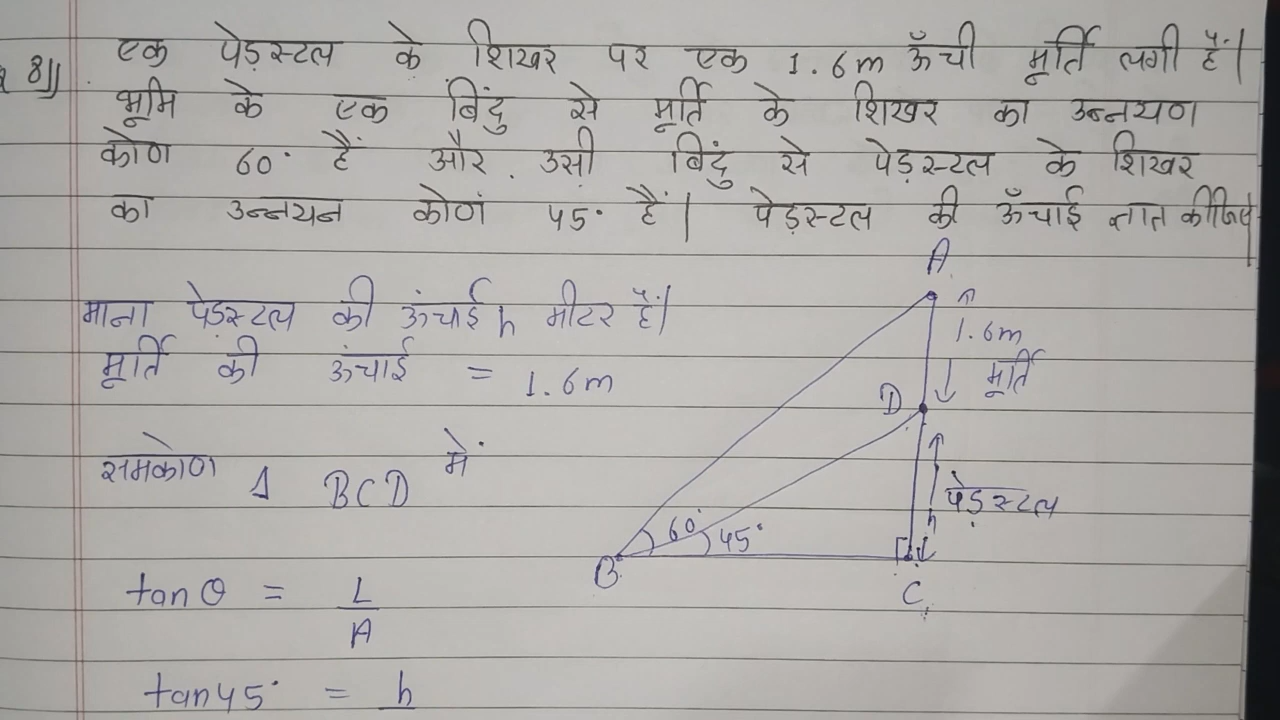 8]] एक पेड़स्टल के शिखर पर एक 1.6m ऊँची मूर्ति लगी हैं|
भूमि के एक बिंदु से मूर्ति के शिखर का उन्नयण
कोण 60° हैं और उसी बिंदु से पेड़स्टल के शिखर
का उन्नयन कोण 45° हैं| पेड़स्टल की ऊँचाई ज्ञात कीजिए|
A
माना पेड़स्टल की ऊंचाई h मीटर हैं|
1.6m
मूर्ति की ऊंचाई = 1.6m
मूर्ति
D
समकोण Δ BCD में
पेड़स्टल
h
60° 45°
B
C
tanθ = L/A
tan45° = h